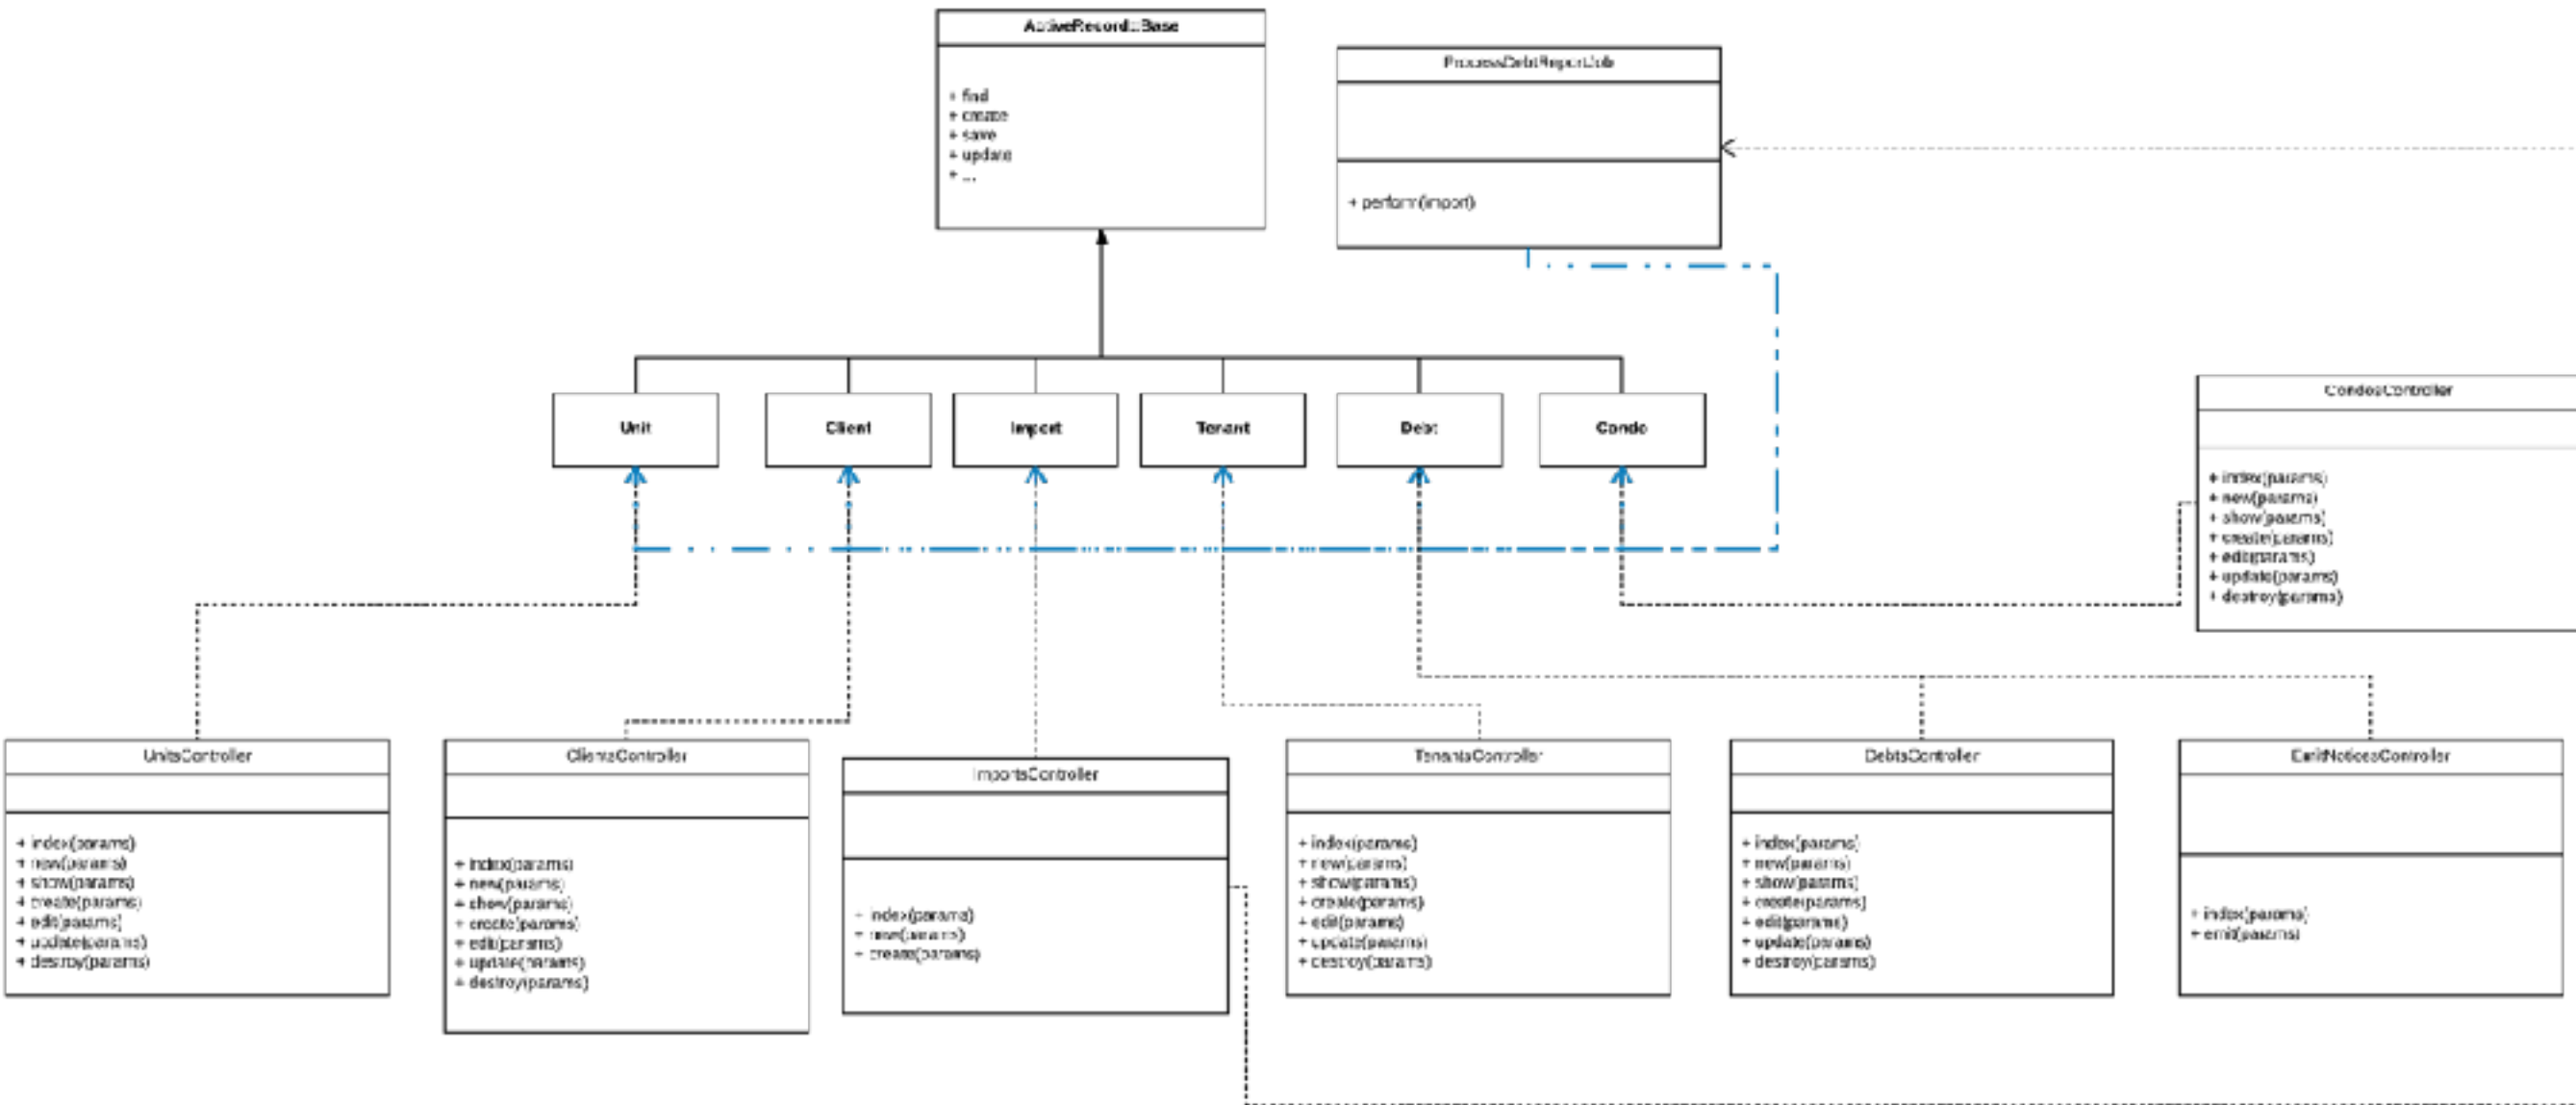 ActiveRecord::Base
+ find
+ create
+ save
+ update
+ ...
ProcessDebtReportJob
+ perform(import)
Unit
Client
Import
Tenant
Debt
Condo
CondosController
+ index(params)
+ new(params)
+ show(params)
+ create(params)
+ edit(params)
+ update(params)
+ destroy(params)
UnitsController
+ index(params)
+ new(params)
+ show(params)
+ create(params)
+ edit(params)
+ update(params)
+ destroy(params)
ClientsController
+ index(params)
+ new(params)
+ show(params)
+ create(params)
+ edit(params)
+ update(params)
+ destroy(params)
ImportsController
+ index(params)
+ new(params)
+ create(params)
TenantsController
+ index(params)
+ new(params)
+ show(params)
+ create(params)
+ edit(params)
+ update(params)
+ destroy(params)
DebtsController
+ index(params)
+ new(params)
+ show(params)
+ create(params)
+ edit(params)
+ update(params)
+ destroy(params)
EmitNoticesController
+ index(params)
+ emit(params)